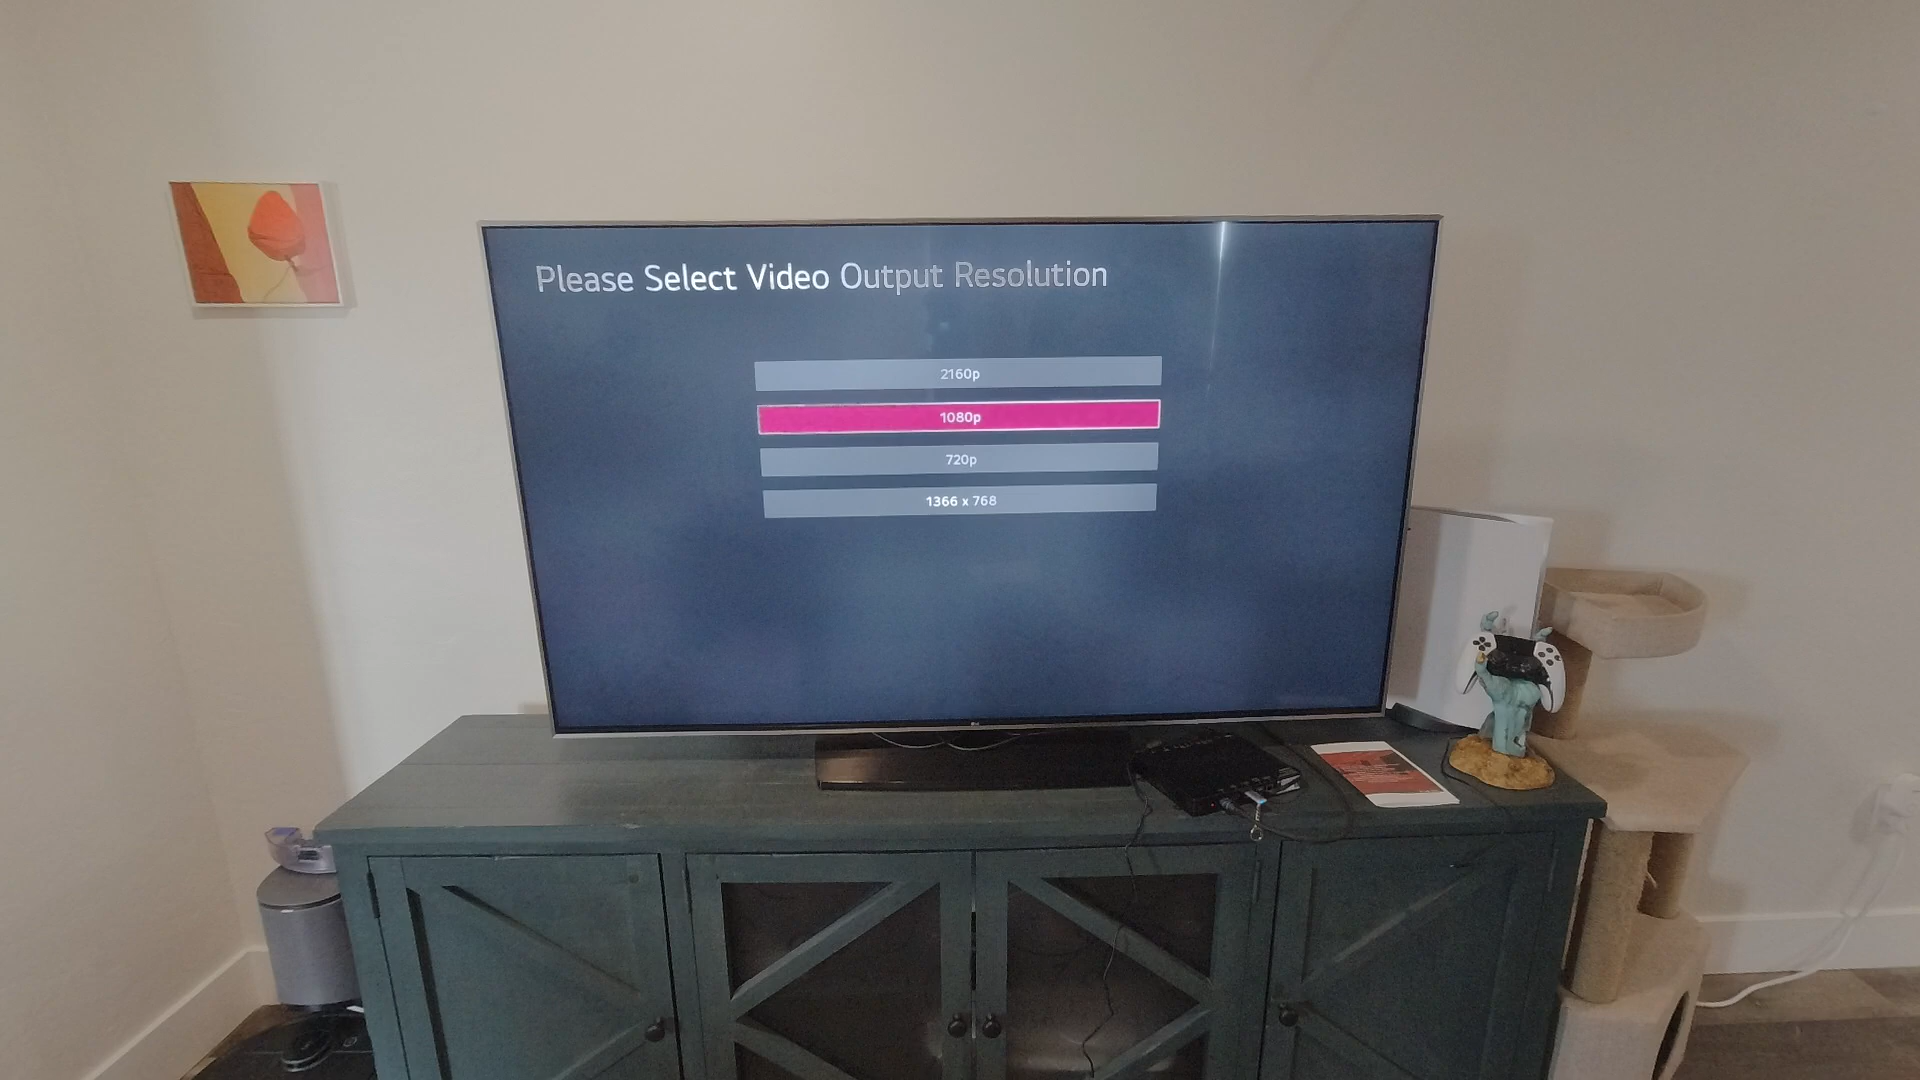 Please Select Video Output Resolution
2160p
1080p
720p
1366 x 768